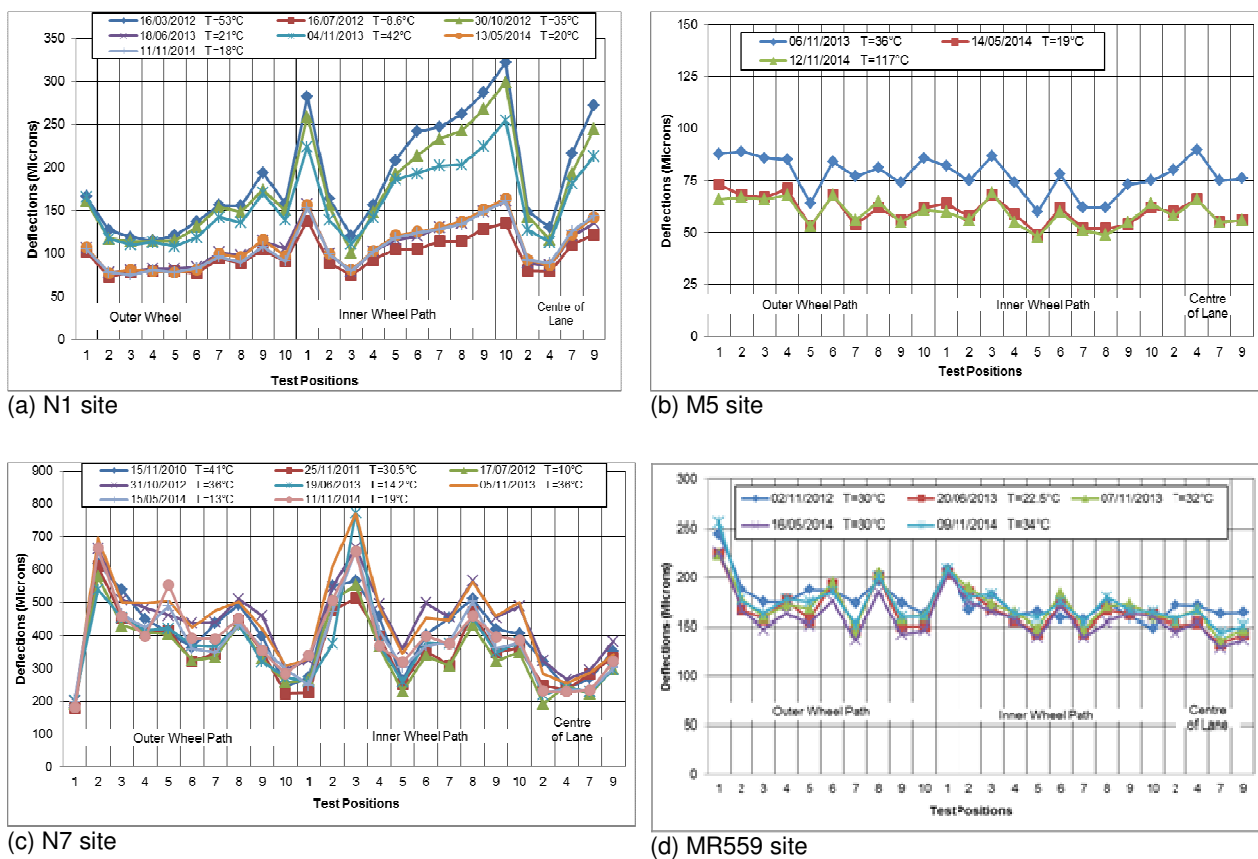 16/03/2012 T=53°C 16/07/2012 T=8.6°C 30/10/2012 T=35°C
18/06/2013 T=21°C 04/11/2013 T=42°C 13/05/2014 T=20°C
11/11/2014 T=18°C
350
300
250
200
150
100
50
0
Deflections (Microns)
Outer Wheel
Inner Wheel Path
Centre of
Lane
1 2 3 4 5 6 7 8 9 10 1 2 3 4 5 6 7 8 9 10 2 4 7 9
Test Positions
(a) N1 site
06/11/2013 T=36°C 14/05/2014 T=19°C
12/11/2014 T=117°C
150
125
100
75
50
25
0
Deflections (Microns)
Outer Wheel Path
Inner Wheel Path
Centre
of Lane
1 2 3 4 5 6 7 8 9 10 1 2 3 4 5 6 7 8 9 10 2 4 7 9
Test Positions
(b) M5 site
15/11/2010 T=41°C 25/11/2011 T=30.5°C 17/07/2012 T=10°C
31/10/2012 T=36°C 19/06/2013 T=14.2°C 05/11/2013 T=36°C
15/05/2014 T=13°C 11/11/2014 T=19°C
900
800
700
600
500
400
300
200
100
0
Deflections (Microns)
Outer Wheel Path
Inner Wheel Path
Centre
of Lane
1 2 3 4 5 6 7 8 9 10 1 2 3 4 5 6 7 8 9 10 2 4 7 9
Test Positions
(c) N7 site
02/11/2012 T=30°C 20/06/2013 T=22.5°C 07/11/2013 T=32°C
16/05/2014 T=30°C 09/11/2014 T=34°C
300
250
200
150
100
50
0
Deflections (Microns)
Outer Wheel Path
Inner Wheel Path
Centre
of Lane
1 2 3 4 5 6 7 8 9 10 1 2 3 4 5 6 7 8 9 10 2 4 7 9
Test Positions
(d) MR559 site